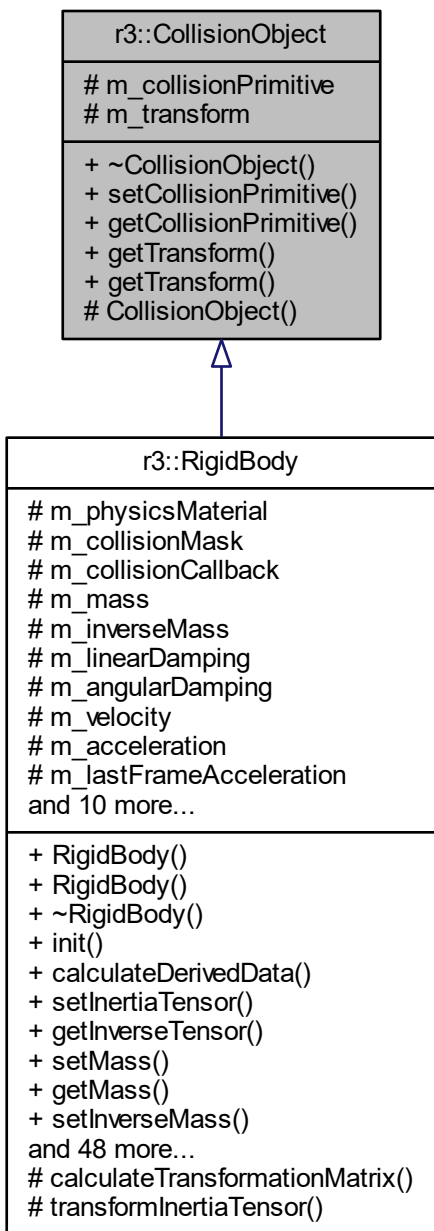 r3::CollisionObject
# m_collisionPrimitive
# m_transform
+ ~CollisionObject()
+ setCollisionPrimitive()
+ getCollisionPrimitive()
+ getTransform()
+ getTransform()
# CollisionObject()
r3::RigidBody
# m_physicsMaterial
# m_collisionMask
# m_collisionCallback
# m_mass
# m_inverseMass
# m_linearDamping
# m_angularDamping
# m_velocity
# m_acceleration
# m_lastFrameAcceleration
and 10 more...
+ RigidBody()
+ RigidBody()
+ ~RigidBody()
+ init()
+ calculateDerivedData()
+ setInertiaTensor()
+ getInverseTensor()
+ setMass()
+ getMass()
+ setInverseMass()
and 48 more...
# calculateTransformationMatrix()
# transformInertiaTensor()